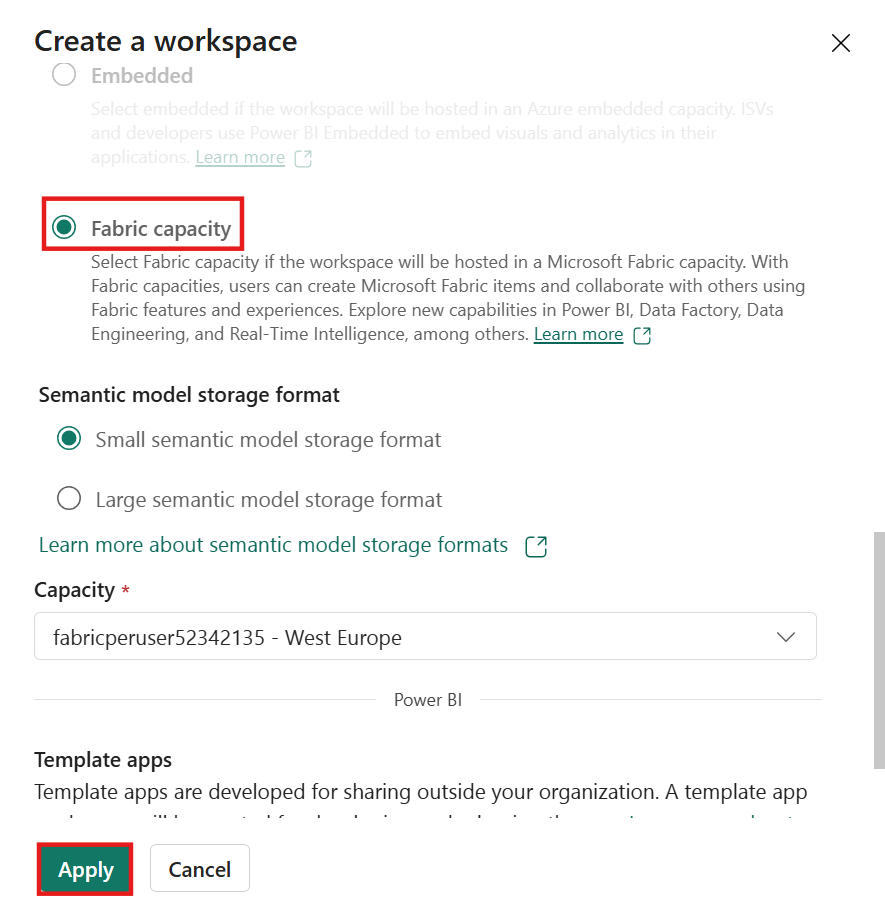 Create a workspace
Embedded
Select embedded if the workspace will be hosted in an Azure embedded capacity. ISVs
and developers use Power BI Embedded to embed visuals and analytics in their
applications. Learn more
Fabric capacity
Select Fabric capacity if the workspace will be hosted in a Microsoft Fabric capacity. With
Fabric capacities, users can create Microsoft Fabric items and collaborate with others using
Fabric features and experiences. Explore new capabilities in Power BI, Data Factory, Data
Engineering, and Real-Time Intelligence, among others. Learn more
Semantic model storage format
Small semantic model storage format
Large semantic model storage format
Learn more about semantic model storage formats
Capacity *
fabricperuser52342135 - West Europe
Power BI
Template apps
Template apps are developed for sharing outside your organization. A template app
Apply
Cancel